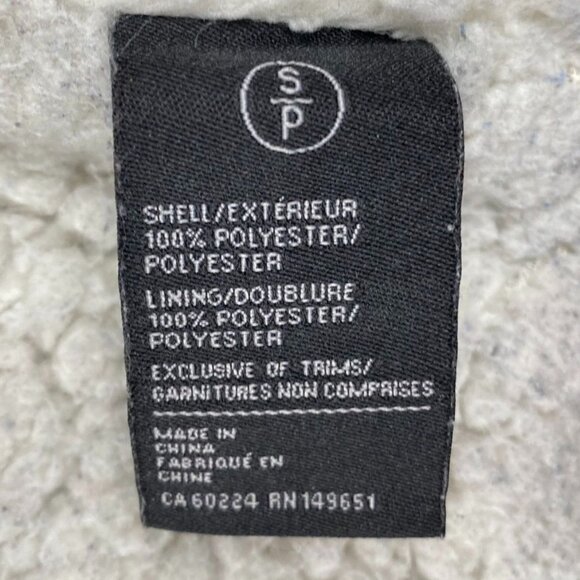 S
P
SHELL/EXTÉRIEUR
100% POLYESTER/
POLYESTER
LINING/DOUBLURE
100% POLYESTER/
POLYESTER
EXCLUSIVE OF TRIMS/
GARNITURES NON COMPRISES
MADE IN
CHINA
FABRIQUÉ EN
CHINE
CA 60224 RN 149651